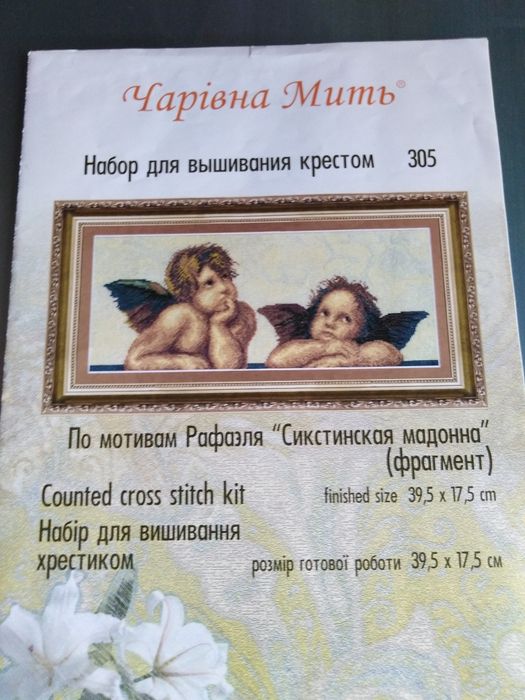 Чарівна Мить®
Набор для вышивания крестом 305
По мотивам Рафаэля "Сикстинская мадонна"
(фрагмент)
Counted cross stitch kit finished size 39,5 x 17,5 cm
Набір для вишивання
хрестиком розмір готової роботи 39,5 х 17,5 см